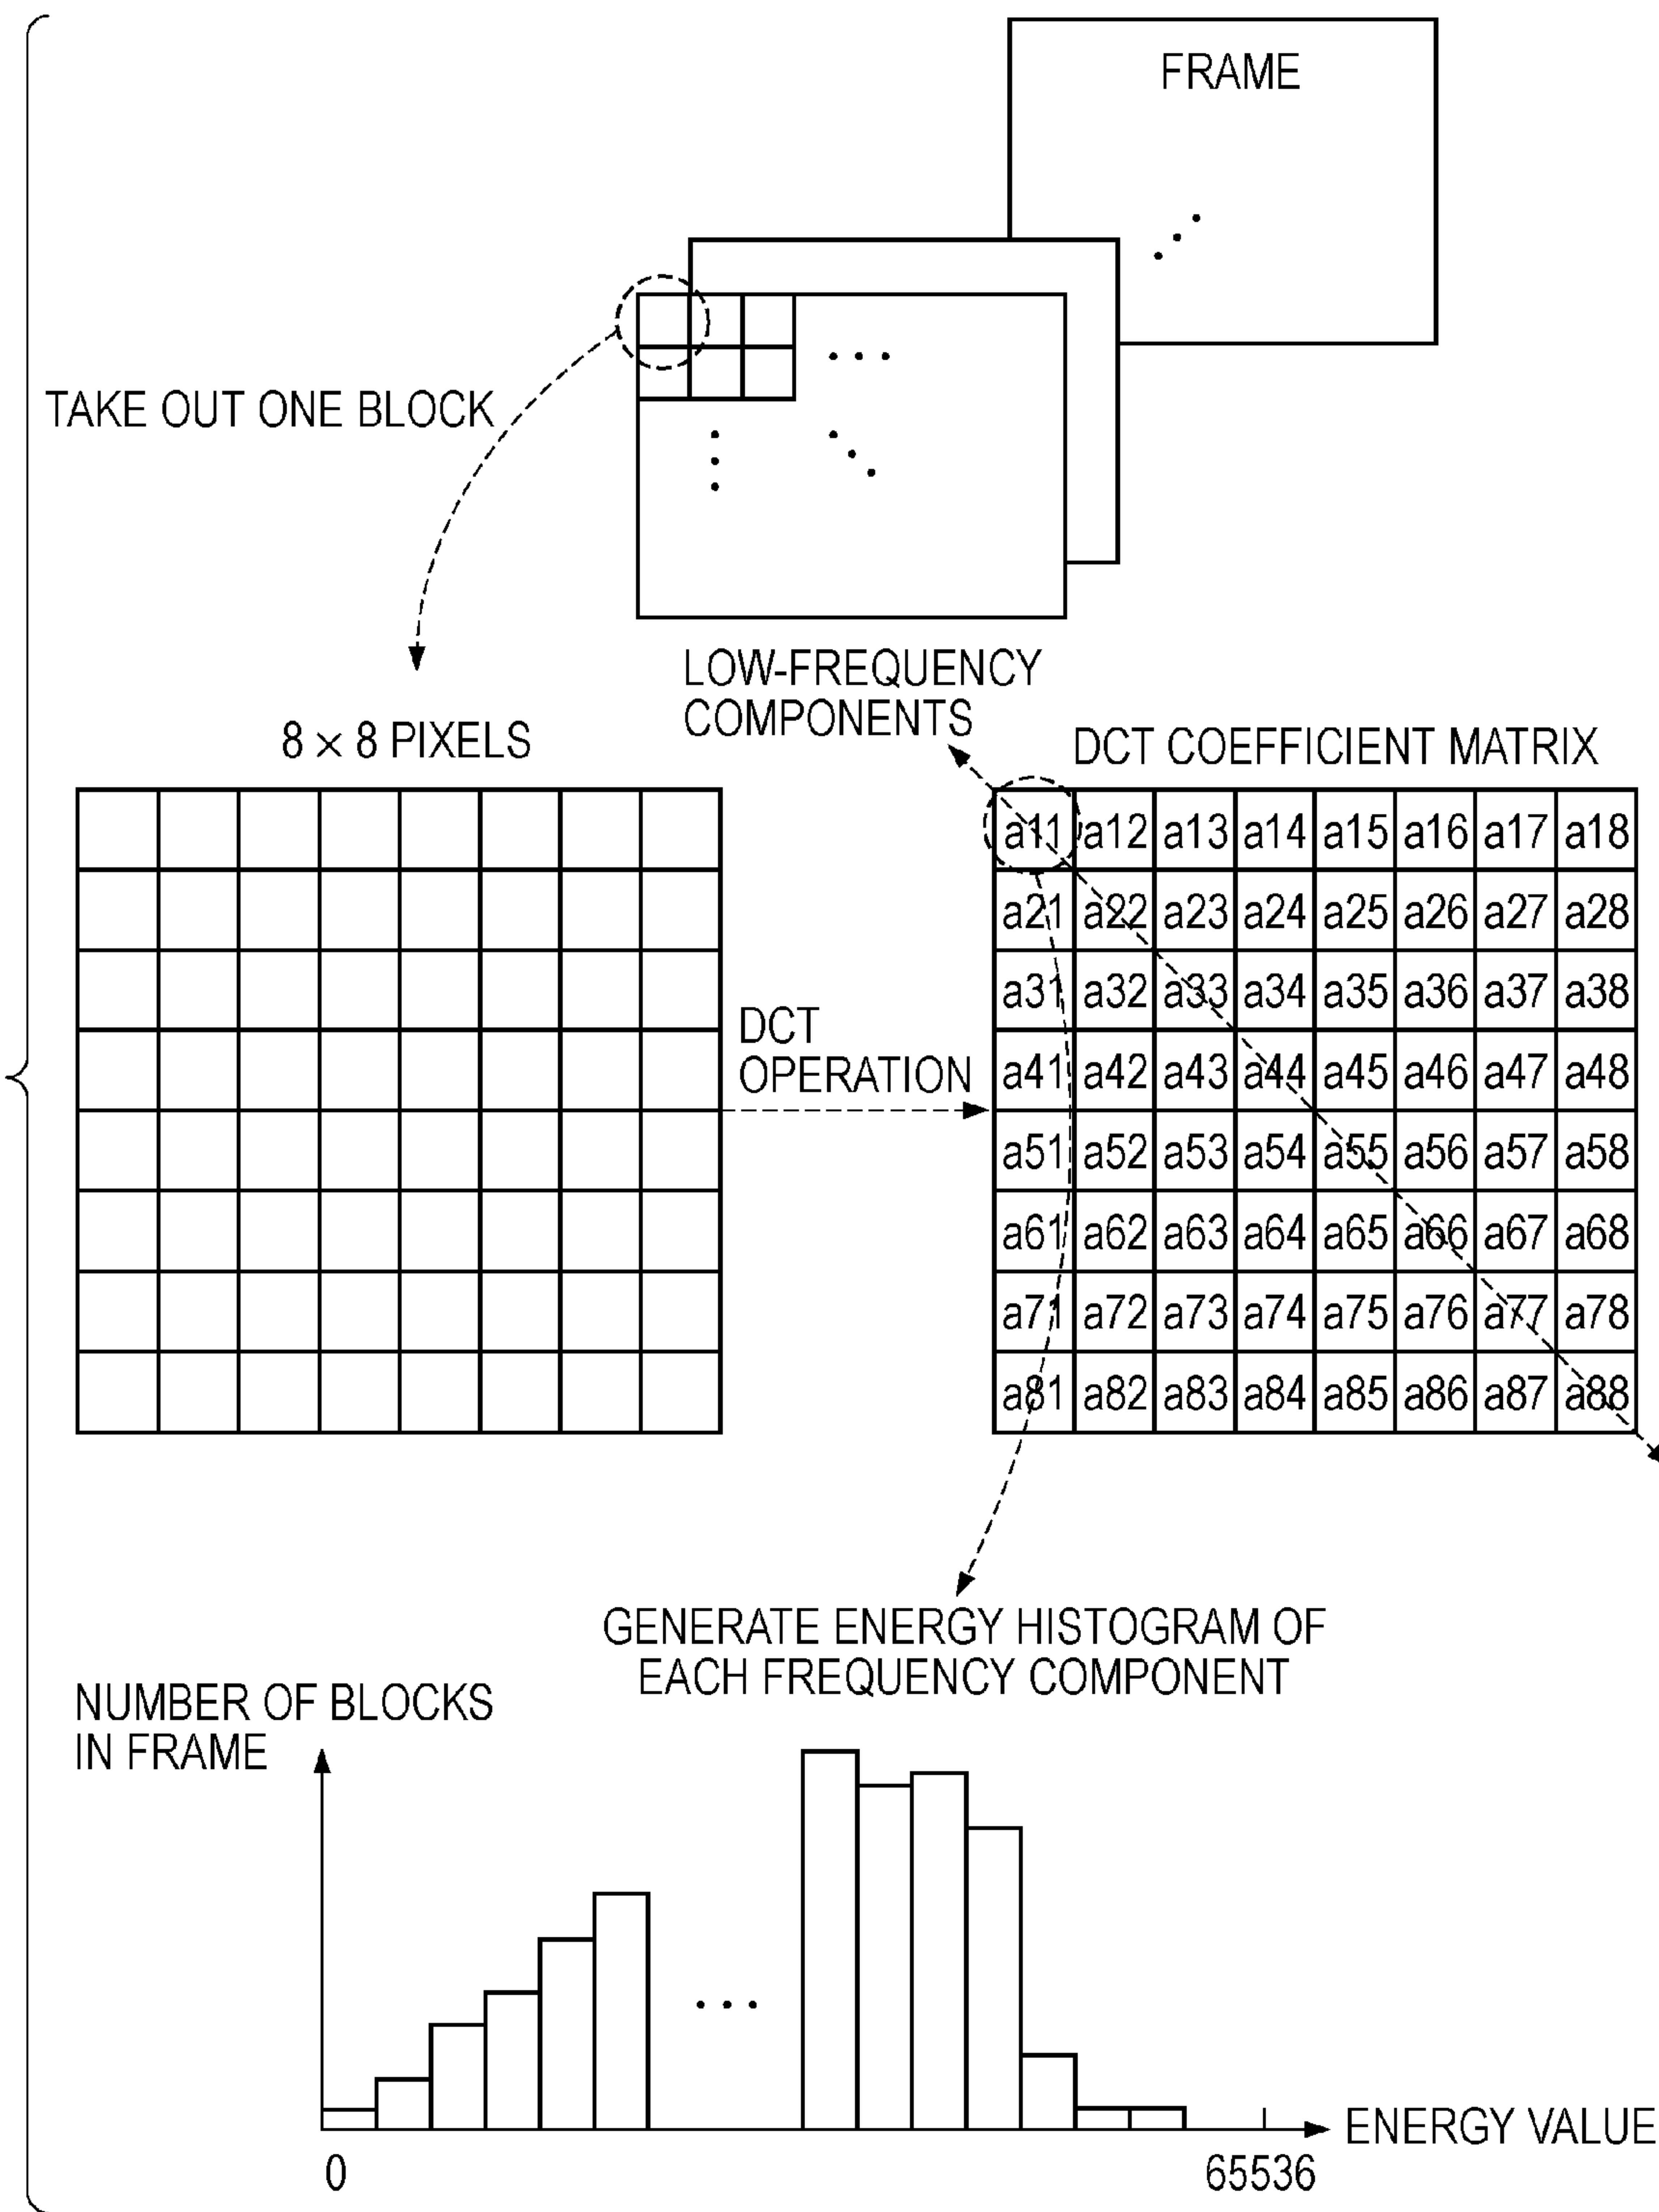 FRAME
TAKE OUT ONE BLOCK
LOW-FREQUENCY
COMPONENTS
8 × 8 PIXELS
DCT COEFFICIENT MATRIX
a11 a12 a13 a14 a15 a16 a17 a18
a21 a22 a23 a24 a25 a26 a27 a28
a31 a32 a33 a34 a35 a36 a37 a38
DCT
OPERATION
a41 a42 a43 a44 a45 a46 a47 a48
a51 a52 a53 a54 a55 a56 a57 a58
a61 a62 a63 a64 a65 a66 a67 a68
a71 a72 a73 a74 a75 a76 a77 a78
a81 a82 a83 a84 a85 a86 a87 a88
GENERATE ENERGY HISTOGRAM OF
EACH FREQUENCY COMPONENT
NUMBER OF BLOCKS
IN FRAME
ENERGY VALUE
0
65536